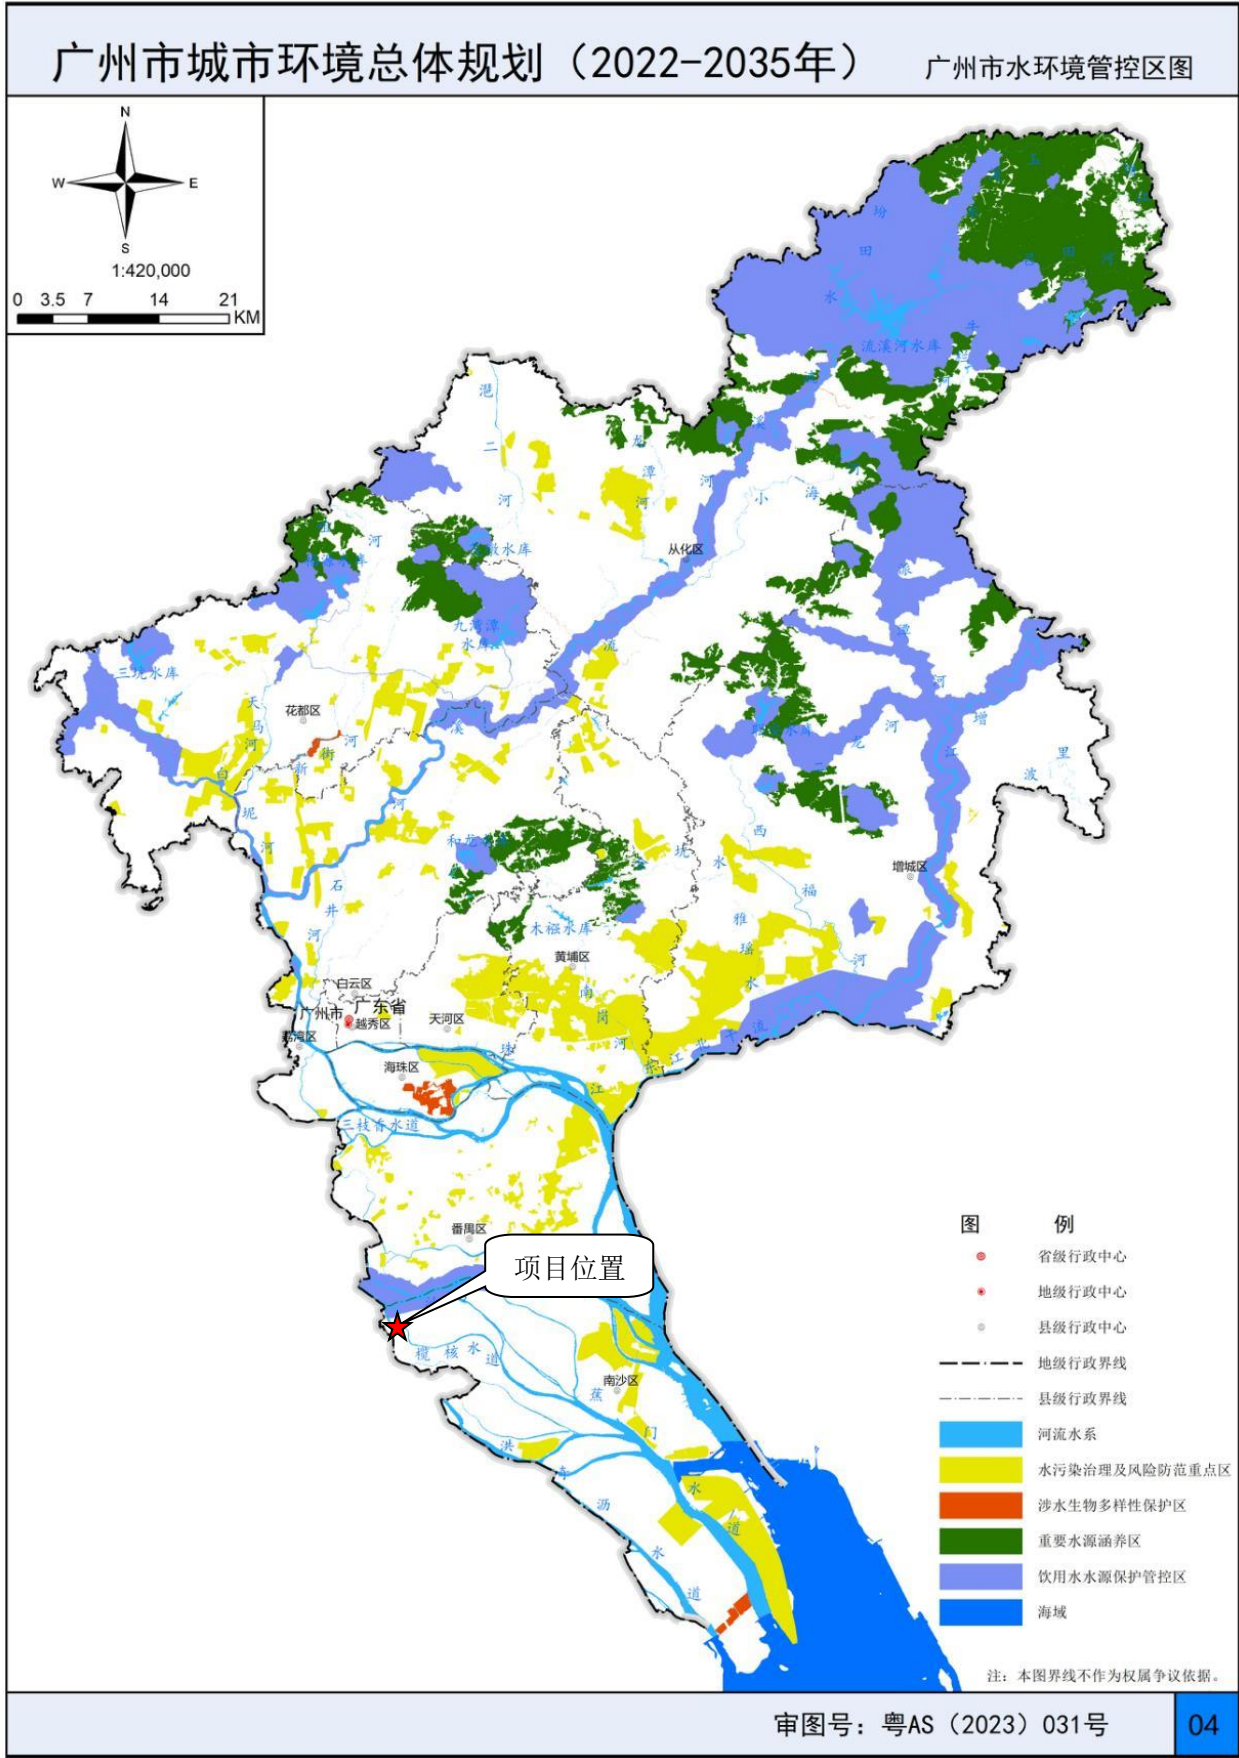 广州市城市环境总体规划（2022-2035年）
广州市水环境管控区图
N
W
E
S
1:420,000
0 3.5 7 14 21 KM
流溪河水库
从化区
九湾潭
水库
三坑水库
花都区
增城区
木强水库
黄埔区
白云区
广州市
广东省
越秀区
天河区
荔湾区
海珠区
三枝香水道
番禺区
项目位置
榄核水道
南沙区
蕉门水道
洪奇沥水道
图 例
省级行政中心
地级行政中心
县级行政中心
地级行政界线
县级行政界线
河流水系
水污染治理及风险防范重点区
涉水生物多样性保护区
重要水源涵养区
饮用水水源保护管控区
海域
注：本图界线不作为权属争议依据。
审图号：粤AS（2023）031号
04